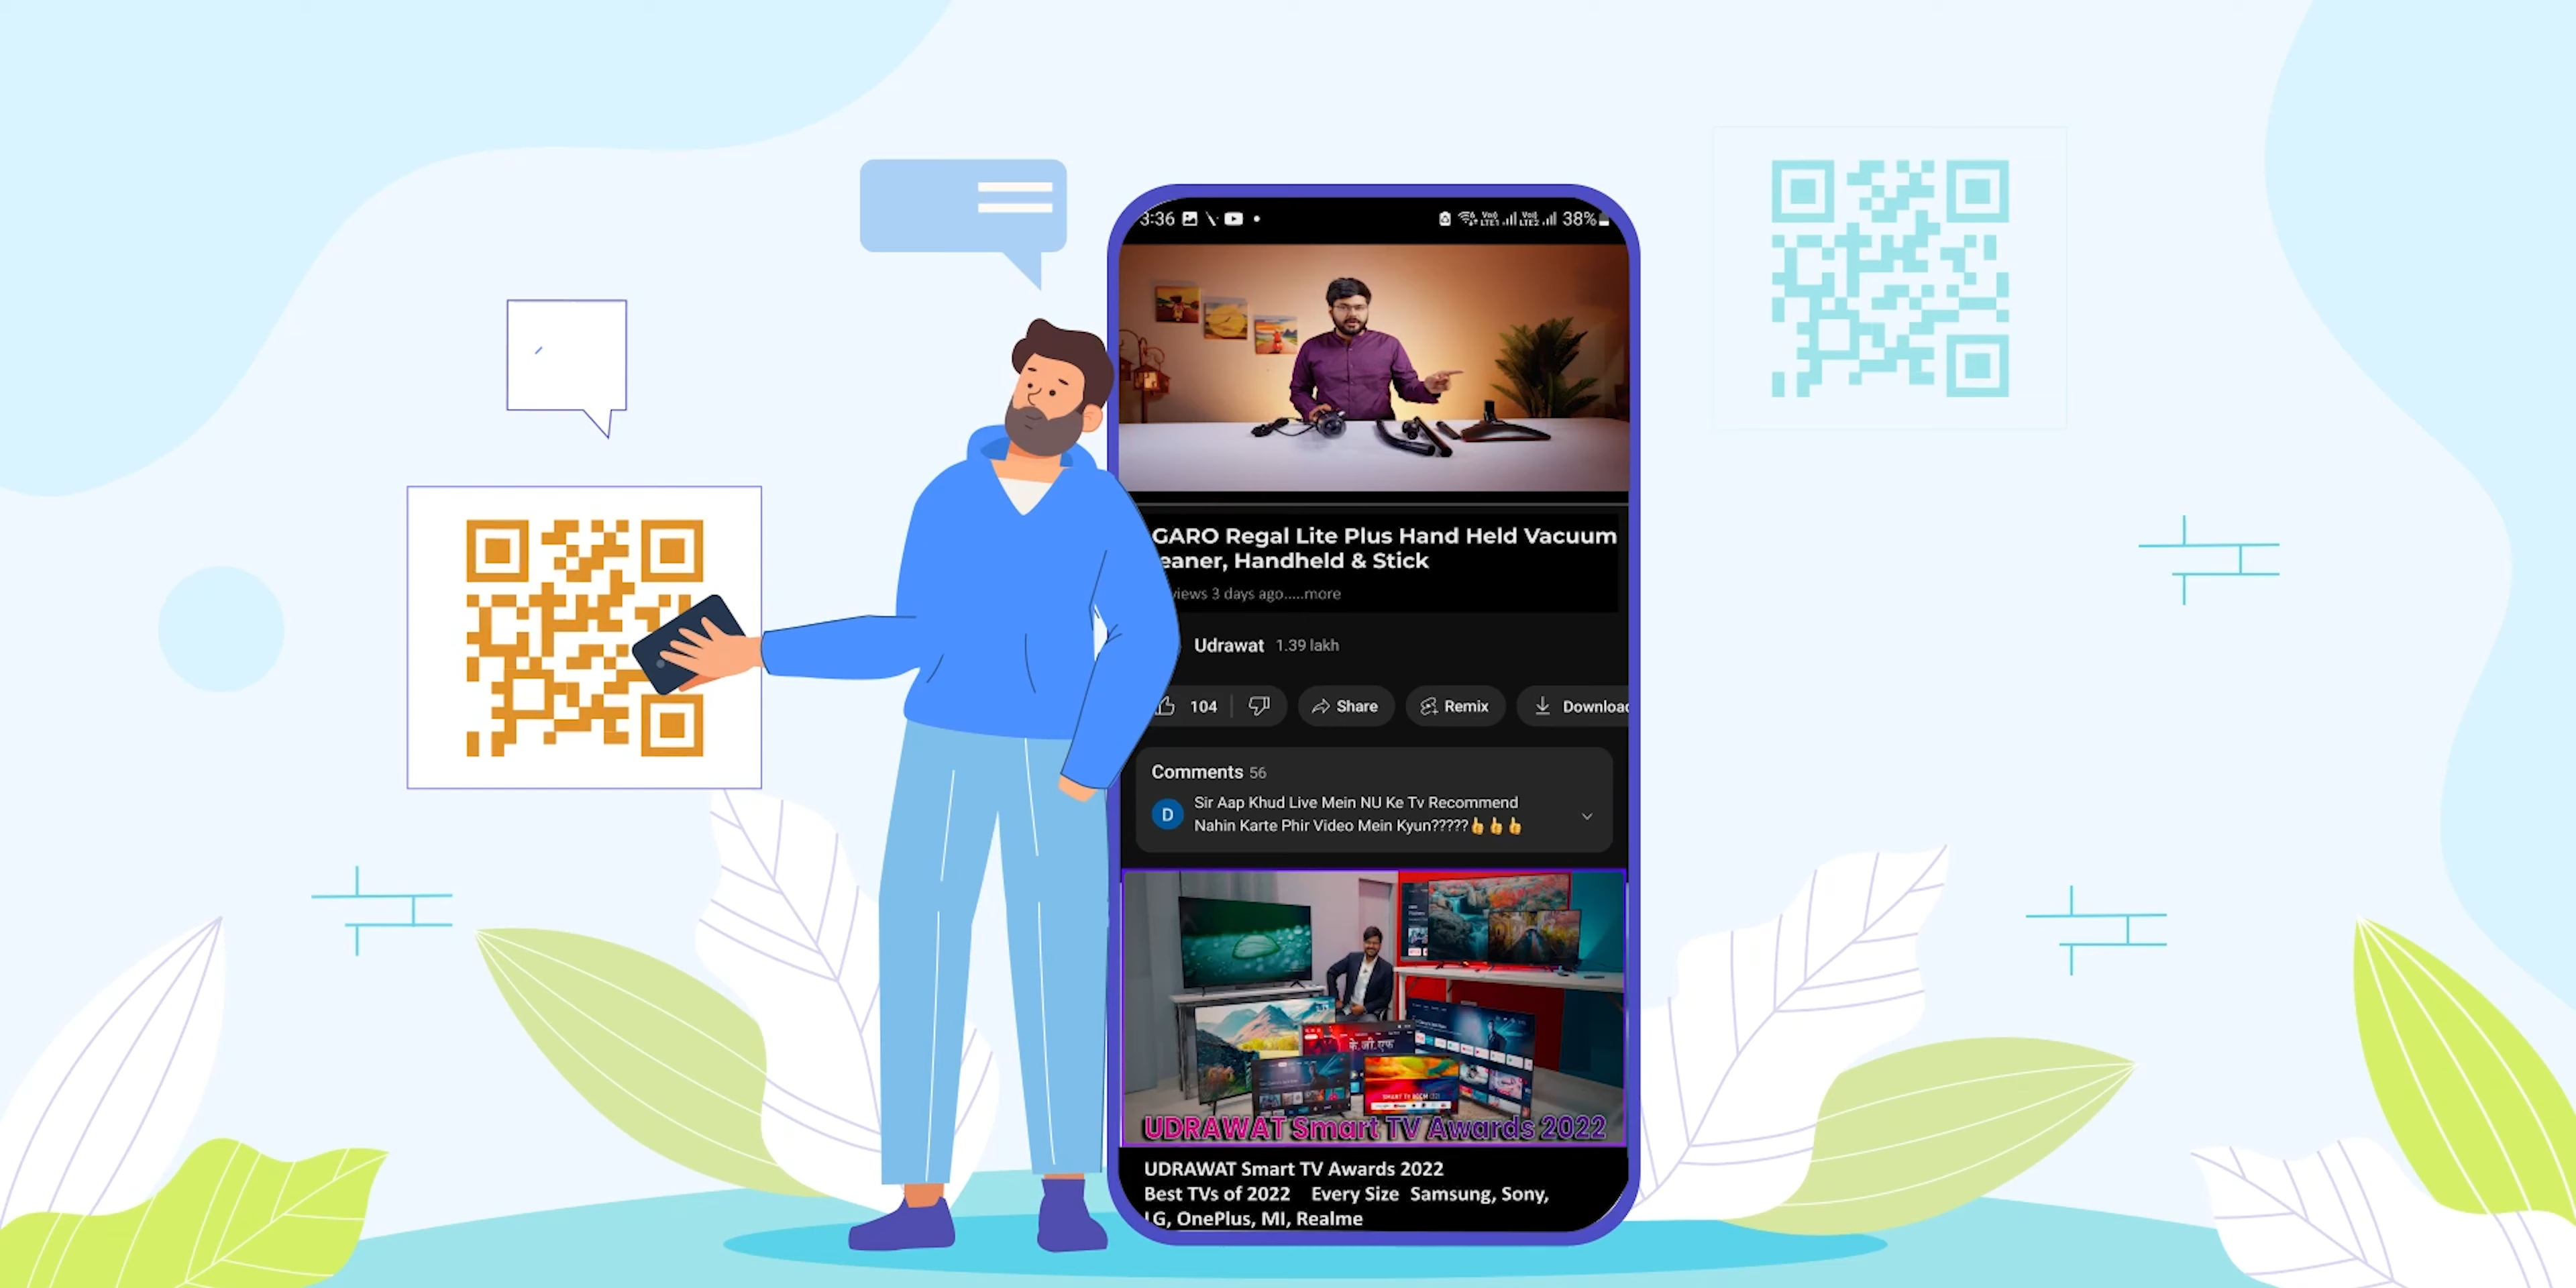 3:36
38%
GARO Regal Lite Plus Hand Held Vacuum
eaner, Handheld & Stick
iews 3 days ago.....more
Udrawat 1.39 lakh
104 Share Remix Download
Comments 56
D
Sir Aap Khud Live Mein NU Ke Tv Recommend
Nahin Karte Phir Video Mein Kyun?????👍👍👍
के.जी.एफ
UDRAWAT Smart TV Awards 2022
UDRAWAT Smart TV Awards 2022
Best TVs of 2022 Every Size Samsung, Sony,
LG, OnePlus, MI, Realme